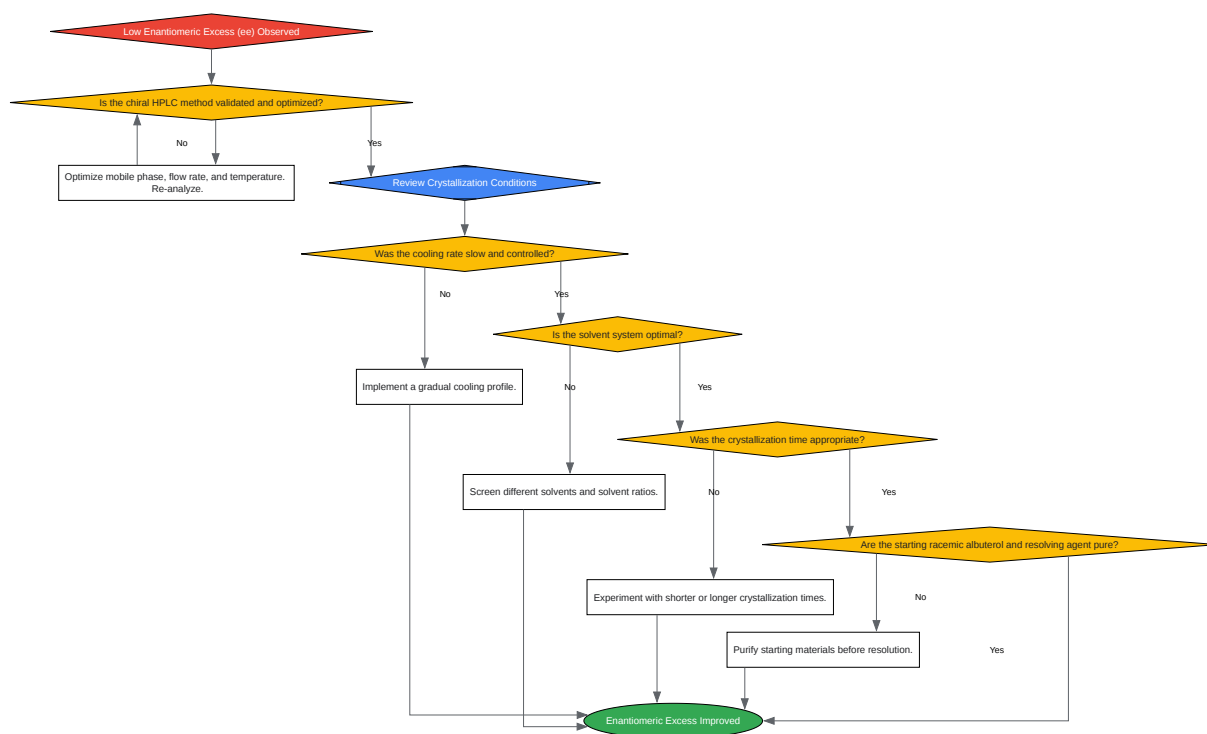 Low Enantiomeric Excess (ee) Observed
Is the chiral HPLC method validated and optimized?
No
Yes
Optimize mobile phase, flow rate, and temperature.
Re-analyze.
Review Crystallization Conditions
Was the cooling rate slow and controlled?
No
Yes
Is the solvent system optimal?
Implement a gradual cooling profile.
No
Yes
Was the crystallization time appropriate?
Screen different solvents and solvent ratios.
No
Yes
Are the starting racemic albuterol and resolving agent pure?
Experiment with shorter or longer crystallization times.
No
Purify starting materials before resolution.
Yes
Enantiomeric Excess Improved